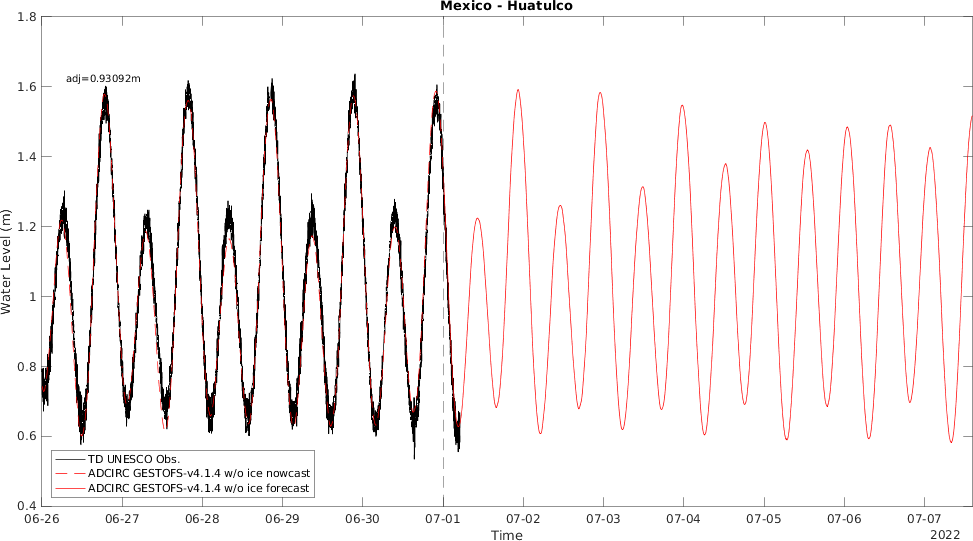 Mexico - Huatulco
1.8
1.6
1.4
1.2
1
0.8
0.6
0.4
Water Level (m)
adj=0.93092m
TD UNESCO Obs.
ADCIRC GESTOFS-v4.1.4 w/o ice nowcast
ADCIRC GESTOFS-v4.1.4 w/o ice forecast
06-26 06-27 06-28 06-29 06-30 07-01 07-02 07-03 07-04 07-05 07-06 07-07
Time
2022